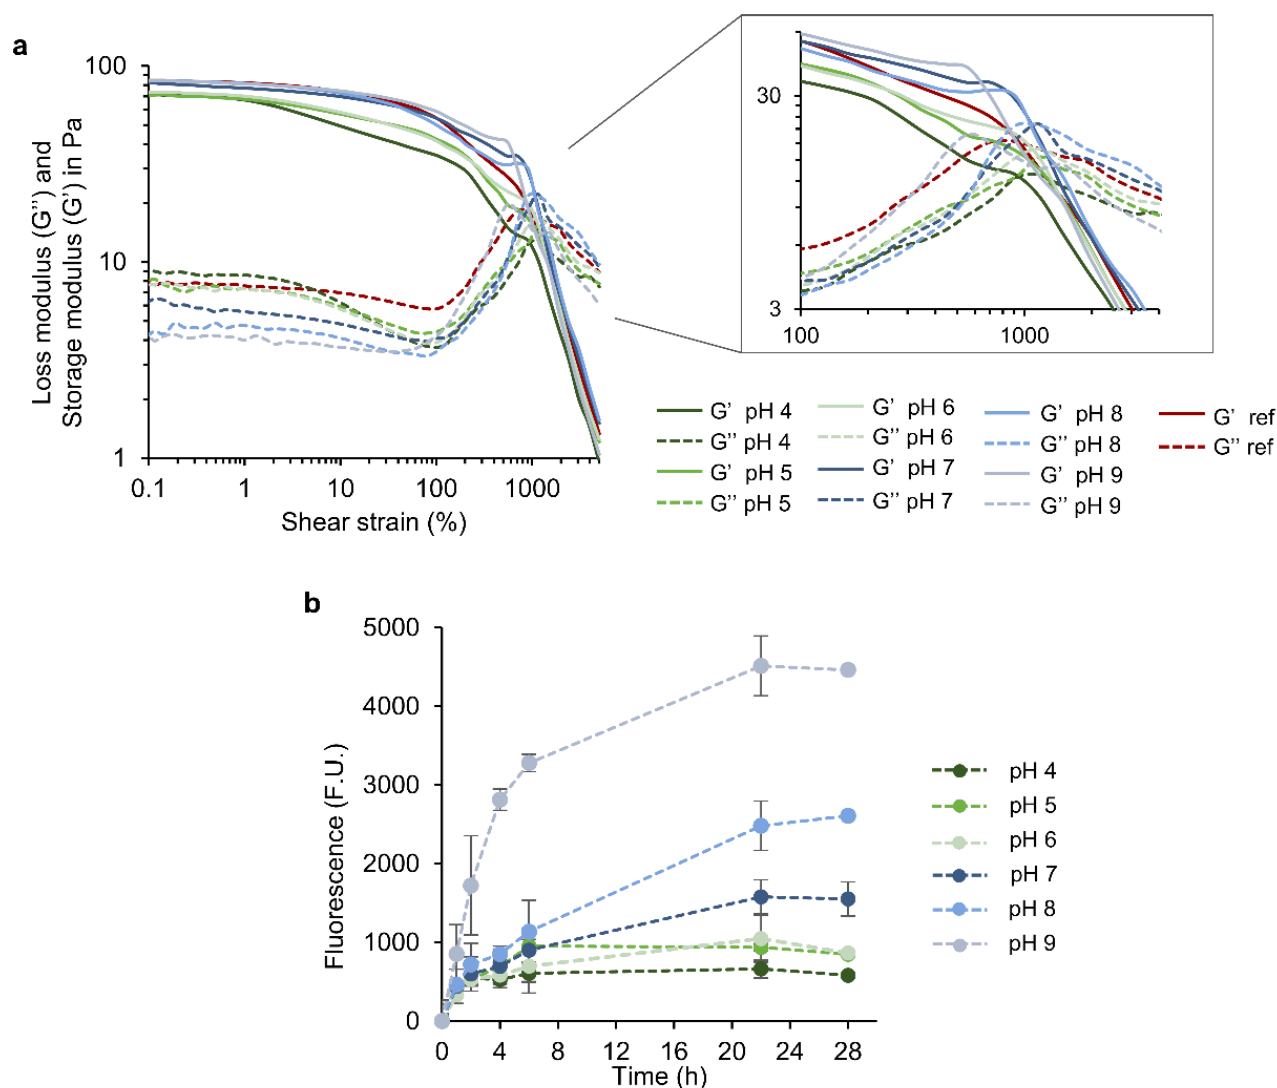 a
Loss modulus (G'') and
Storage modulus (G') in Pa
100
10
1
0.1 1 10 100 1000
Shear strain (%)
30
3
100 1000
G' pH 4
G'' pH 4
G' pH 5
G'' pH 5
G' pH 6
G'' pH 6
G' pH 7
G'' pH 7
G' pH 8
G'' pH 8
G' pH 9
G'' pH 9
G' ref
G'' ref
b
Fluorescence (F.U.)
5000
4000
3000
2000
1000
0
0 4 8 12 16 20 24 28
Time (h)
pH 4
pH 5
pH 6
pH 7
pH 8
pH 9